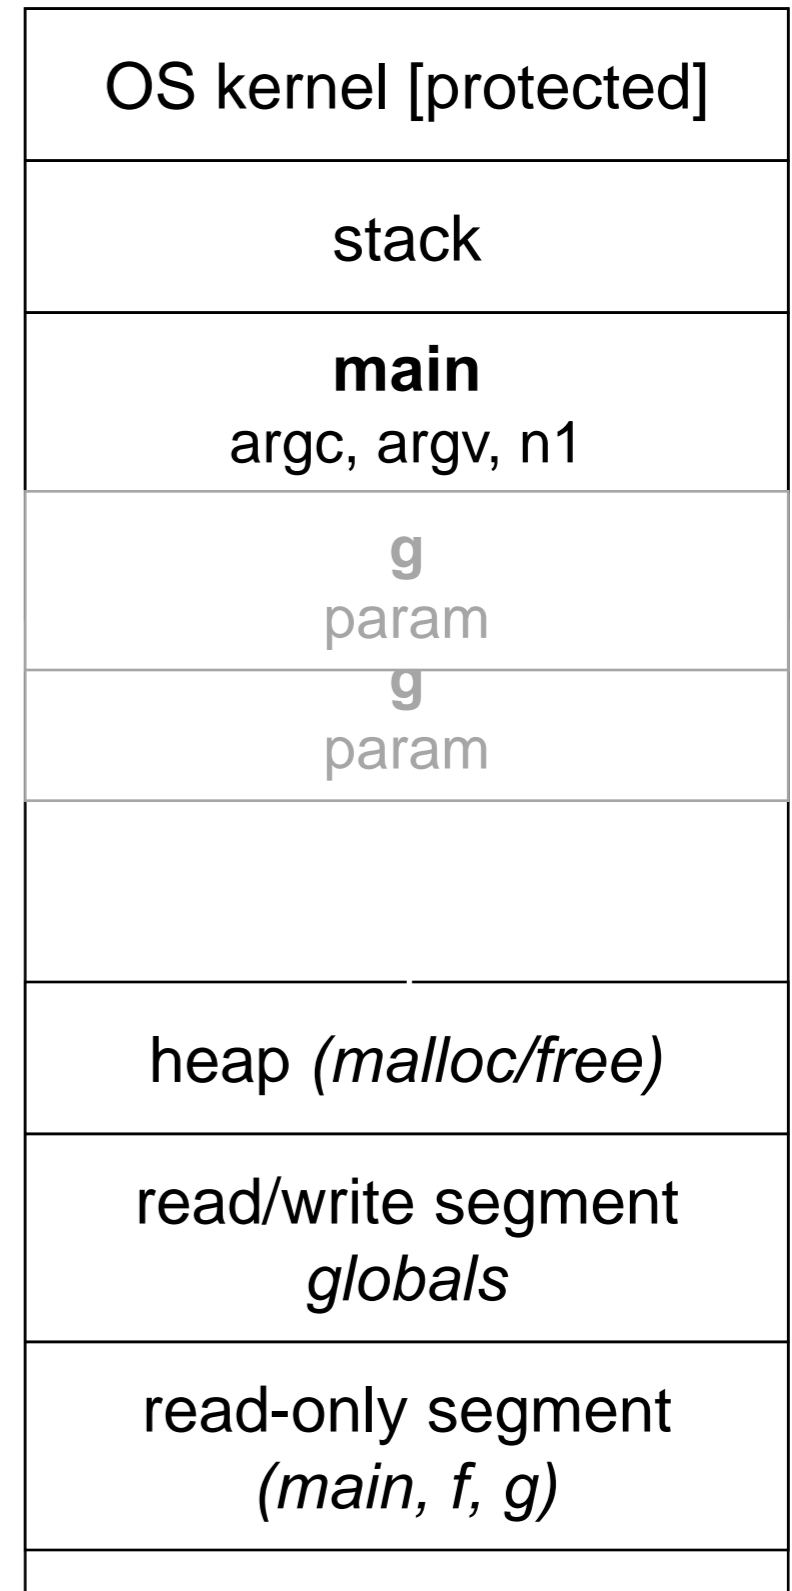 OS kernel [protected]
stack
main
argc, argv, n1
g
param
g
param
heap (malloc/free)
read/write segment
globals
read-only segment
(main, f, g)